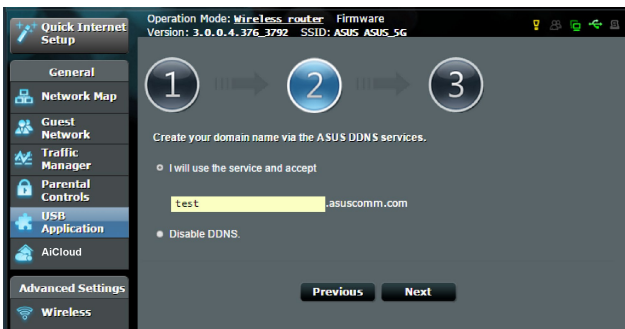 Quick Internet
Setup
General
Network Map
Guest
Network
Traffic
Manager
Parental
Controls
USB
Application
AiCloud
Advanced Settings
Wireless
Operation Mode: Wireless router Firmware
Version: 3.0.0.4.376_3792 SSID: ASUS ASUS_5G
1
2
3
Create your domain name via the ASUS DDNS services.
I will use the service and accept
test .asuscomm.com
Disable DDNS.
Previous Next